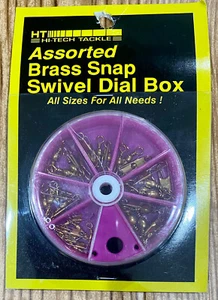 HT
HI-TECH TACKLE
Assorted
Brass Snap
Swivel Dial Box
All Sizes For All Needs !